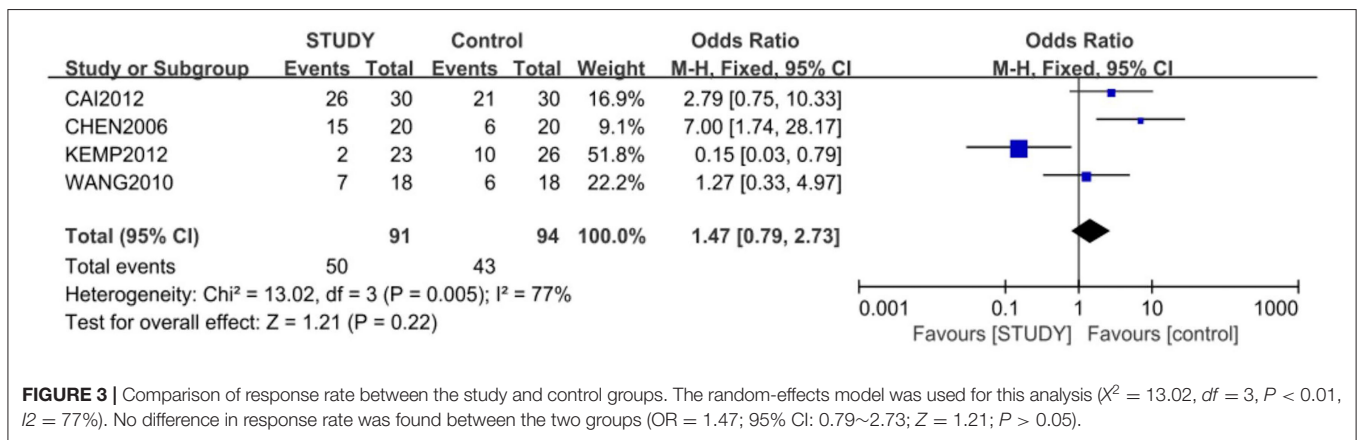 STUDY Control Odds Ratio Odds Ratio
Study or Subgroup Events Total Events Total Weight M-H, Fixed, 95% CI M-H, Fixed, 95% CI
CAI2012 26 30 21 30 16.9% 2.79 [0.75, 10.33]
CHEN2006 15 20 6 20 9.1% 7.00 [1.74, 28.17]
KEMP2012 2 23 10 26 51.8% 0.15 [0.03, 0.79]
WANG2010 7 18 6 18 22.2% 1.27 [0.33, 4.97]
Total (95% CI) 91 94 100.0% 1.47 [0.79, 2.73]
Total events 50 43
Heterogeneity: Chi² = 13.02, df = 3 (P = 0.005); I² = 77%
Test for overall effect: Z = 1.21 (P = 0.22)
0.001 0.1 1 10 1000
Favours [STUDY] Favours [control]
FIGURE 3 | Comparison of response rate between the study and control groups. The random-effects model was used for this analysis (X² = 13.02, df = 3, P < 0.01,
I2 = 77%). No difference in response rate was found between the two groups (OR = 1.47; 95% CI: 0.79~2.73; Z = 1.21; P > 0.05).